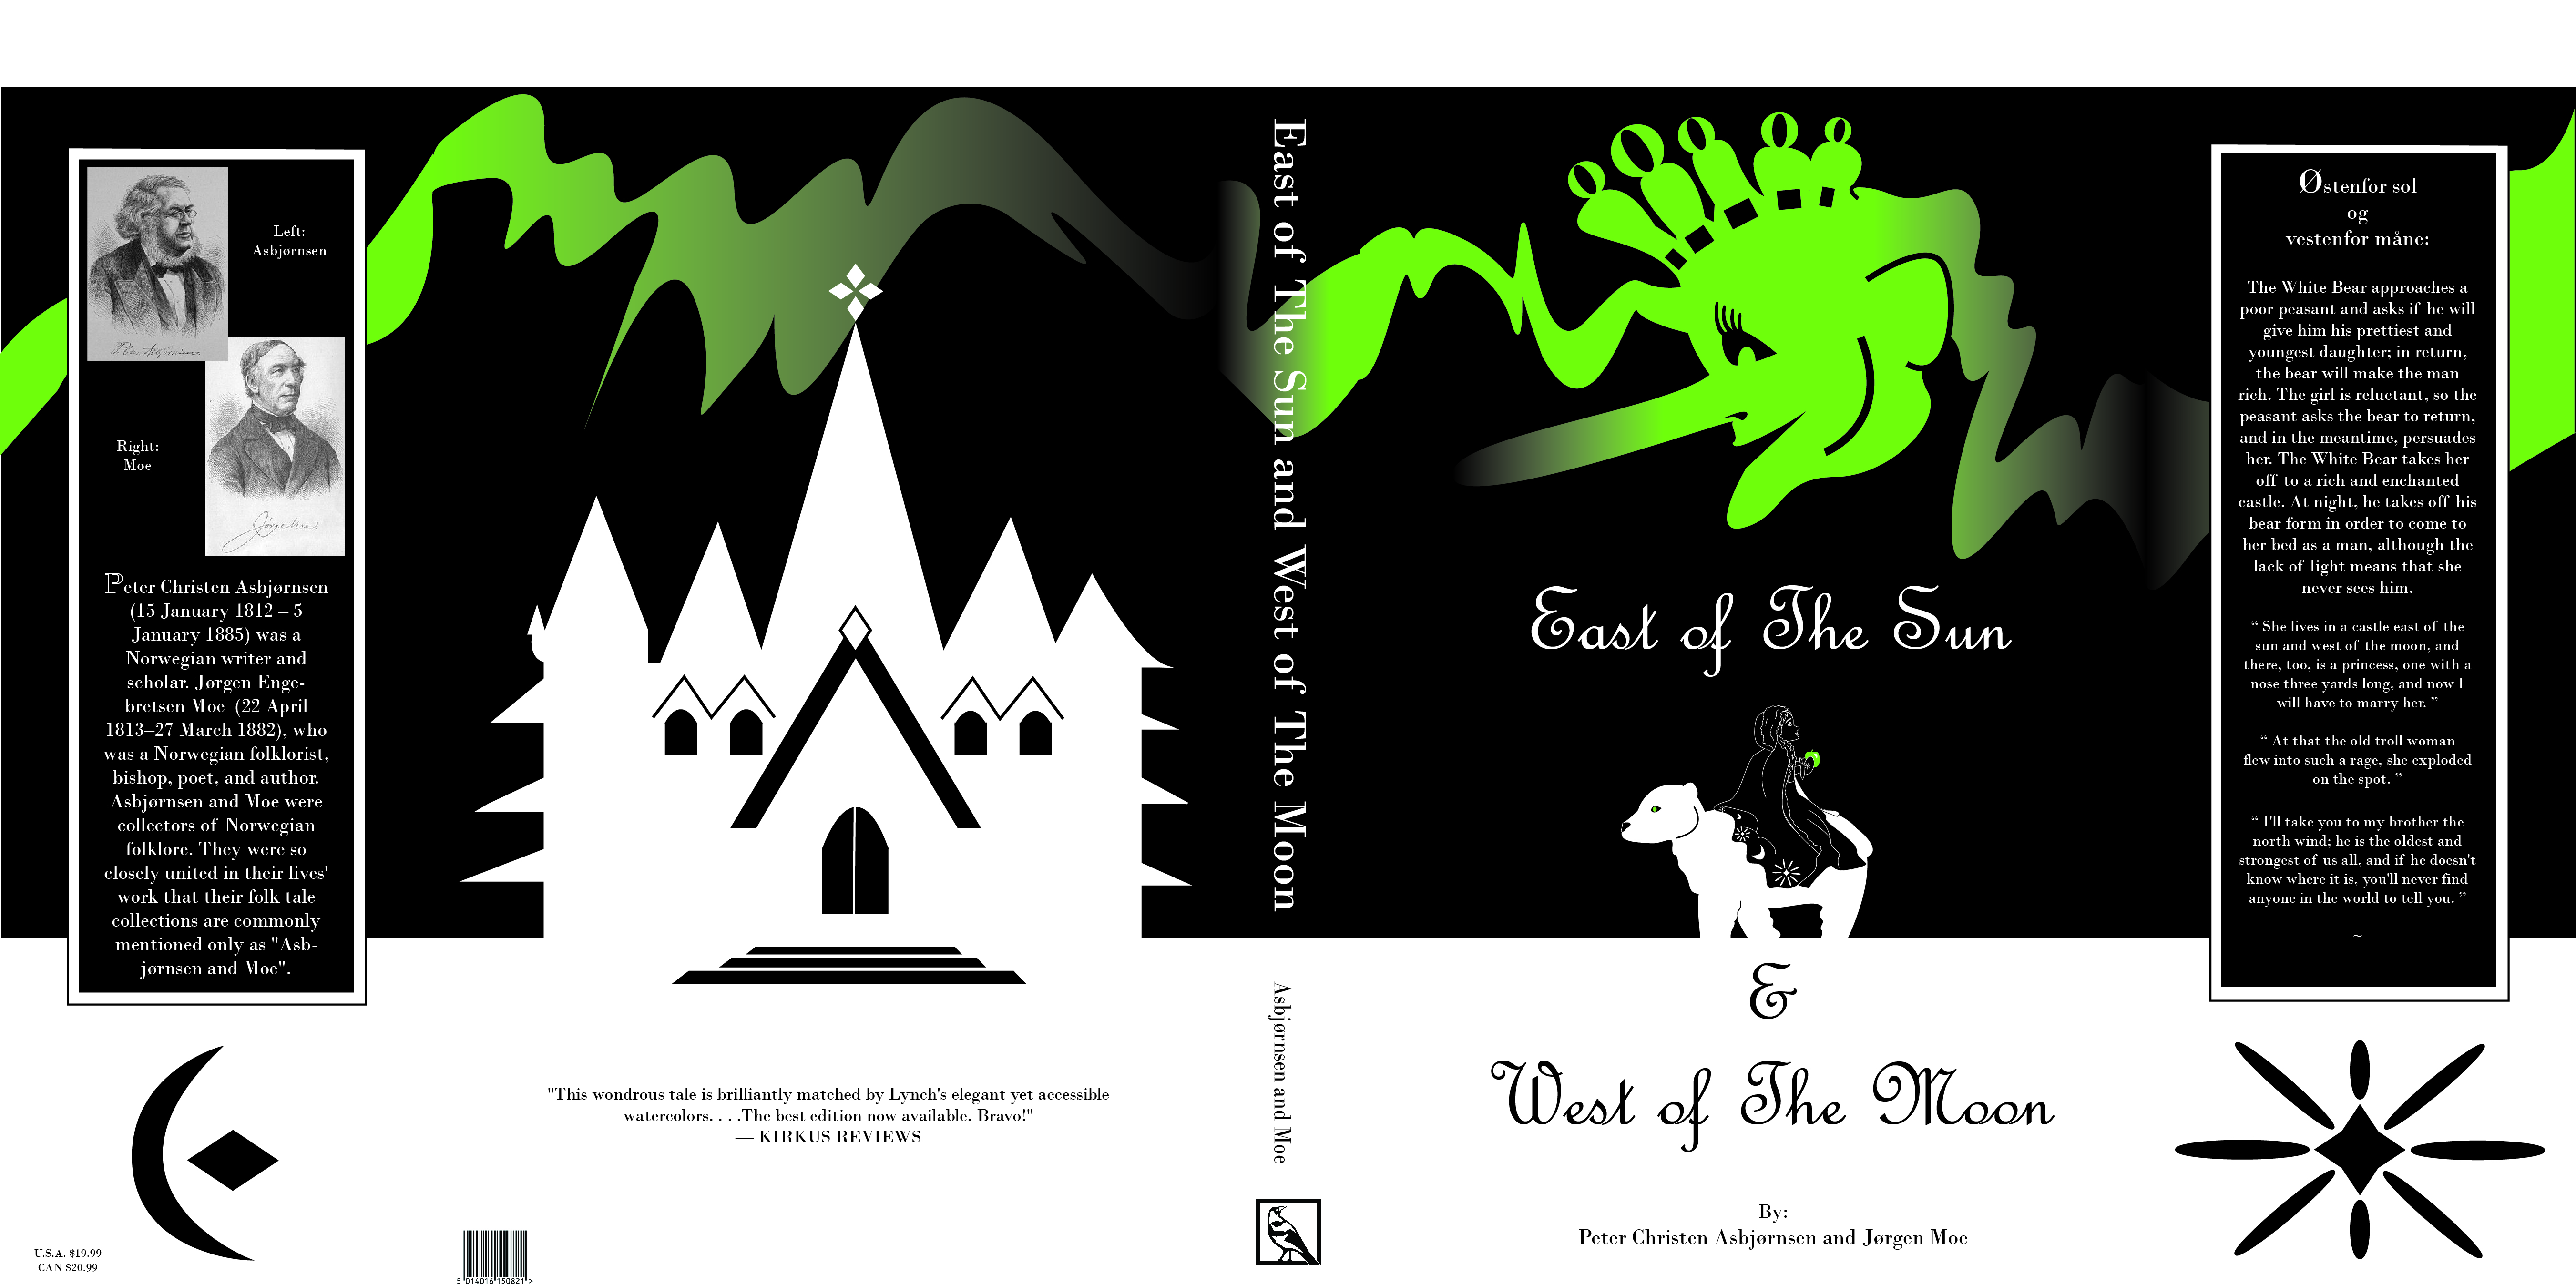 Left:
Asbjørnsen
Right:
Moe
Peter Christen Asbjørnsen
(15 January 1812 – 5
January 1885) was a
Norwegian writer and
scholar. Jørgen Enge-
bretsen Moe (22 April
1813–27 March 1882), who
was a Norwegian folklorist,
bishop, poet, and author.
Asbjørnsen and Moe were
collectors of Norwegian
folklore. They were so
closely united in their lives'
work that their folk tale
collections are commonly
mentioned only as "Asb-
jørnsen and Moe".
U.S.A. $19.99
CAN $20.99
"This wondrous tale is brilliantly matched by Lynch's elegant yet accessible
watercolors. . . .The best edition now available. Bravo!"
— KIRKUS REVIEWS
5 014016 150821 >
East of The Sun and West of The Moon
Asbjørnsen and Moe
East of The Sun
&
West of The Moon
By:
Peter Christen Asbjørnsen and Jørgen Moe
Østenfor sol
og
vestenfor måne:
The White Bear approaches a
poor peasant and asks if he will
give him his prettiest and
youngest daughter; in return,
the bear will make the man
rich. The girl is reluctant, so the
peasant asks the bear to return,
and in the meantime, persuades
her. The White Bear takes her
off to a rich and enchanted
castle. At night, he takes off his
bear form in order to come to
her bed as a man, although the
lack of light means that she
never sees him.
“ She lives in a castle east of the
sun and west of the moon, and
there, too, is a princess, one with a
nose three yards long, and now I
will have to marry her. ”
“ At that the old troll woman
flew into such a rage, she exploded
on the spot. ”
“ I'll take you to my brother the
north wind; he is the oldest and
strongest of us all, and if he doesn't
know where it is, you'll never find
anyone in the world to tell you. ”
~